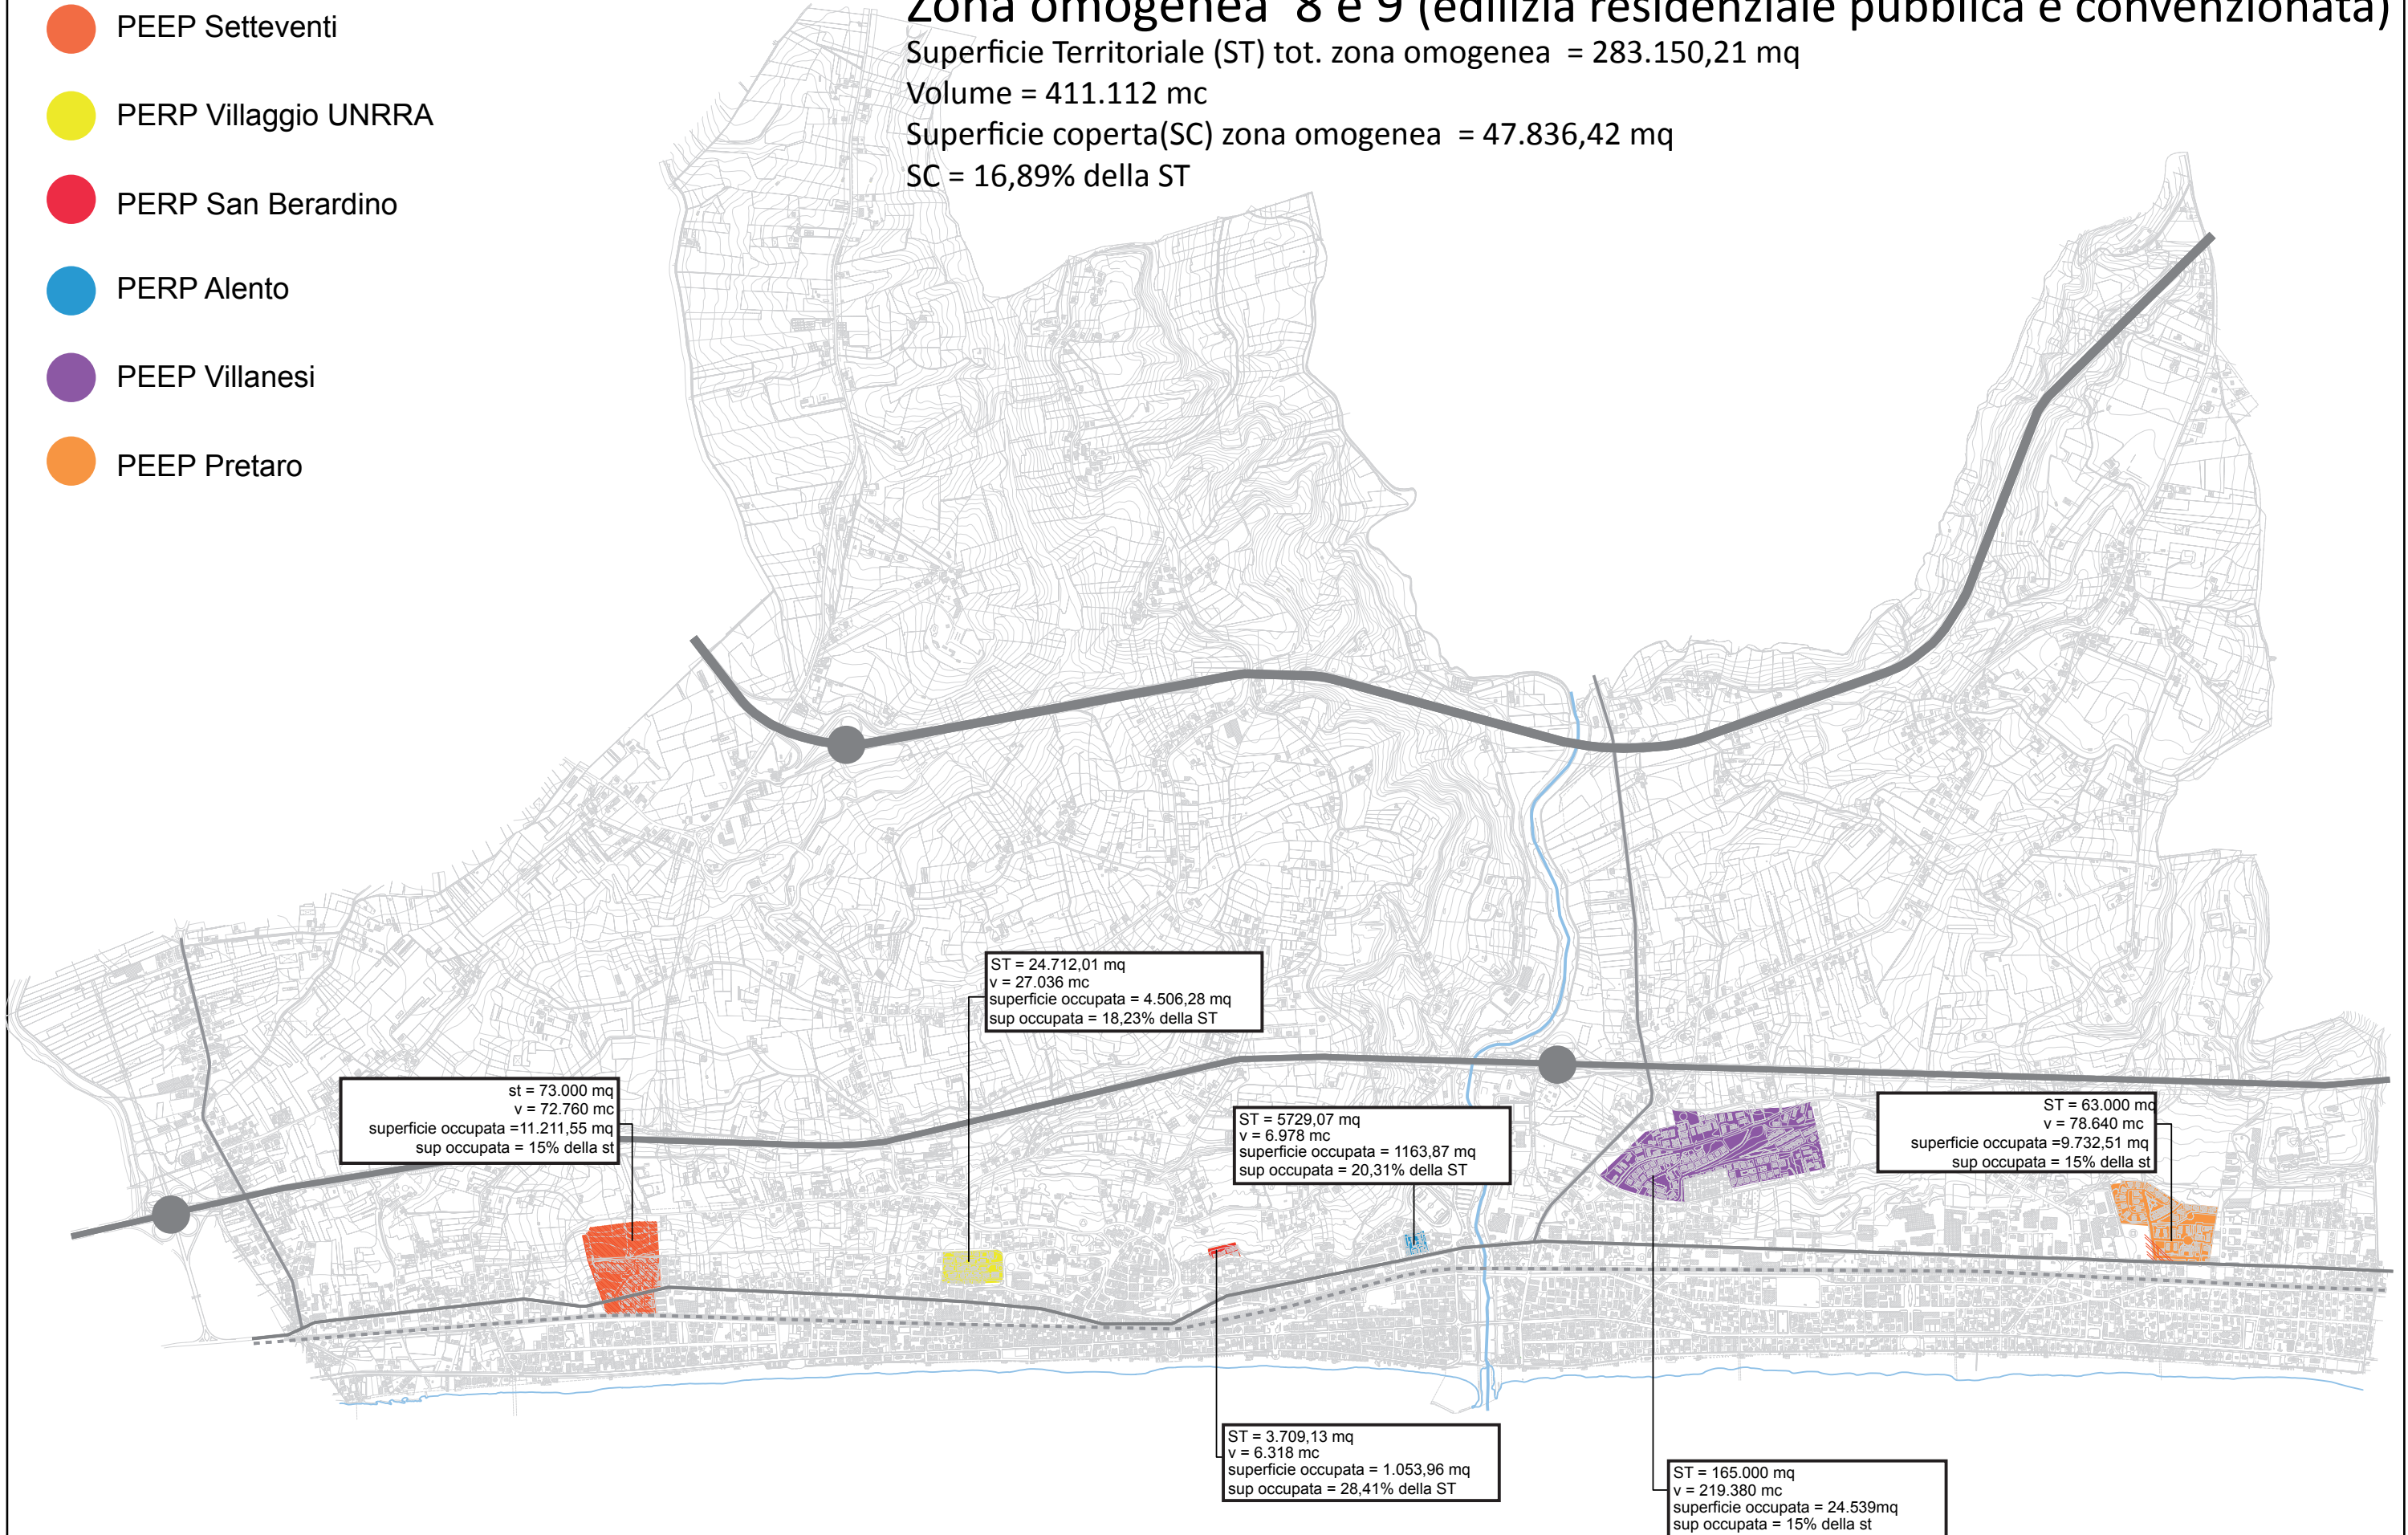 Zona omogenea 8 e 9 (edilizia residenziale pubblica e convenzionata)
Superficie Territoriale (ST) tot. zona omogenea = 283.150,21 mq
Volume = 411.112 mc
Superficie coperta(SC) zona omogenea = 47.836,42 mq
SC = 16,89% della ST
PEEP Setteventi
PERP Villaggio UNRRA
PERP San Berardino
PERP Alento
PEEP Villanesi
PEEP Pretaro
ST = 24.712,01 mq
v = 27.036 mc
superficie occupata = 4.506,28 mq
sup occupata = 18,23% della ST
st = 73.000 mq
v = 72.760 mc
superficie occupata =11.211,55 mq
sup occupata = 15% della st
ST = 5729,07 mq
v = 6.978 mc
superficie occupata = 1163,87 mq
sup occupata = 20,31% della ST
ST = 63.000 mq
v = 78.640 mc
superficie occupata =9.732,51 mq
sup occupata = 15% della st
ST = 3.709,13 mq
v = 6.318 mc
superficie occupata = 1.053,96 mq
sup occupata = 28,41% della ST
ST = 165.000 mq
v = 219.380 mc
superficie occupata = 24.539mq
sup occupata = 15% della st